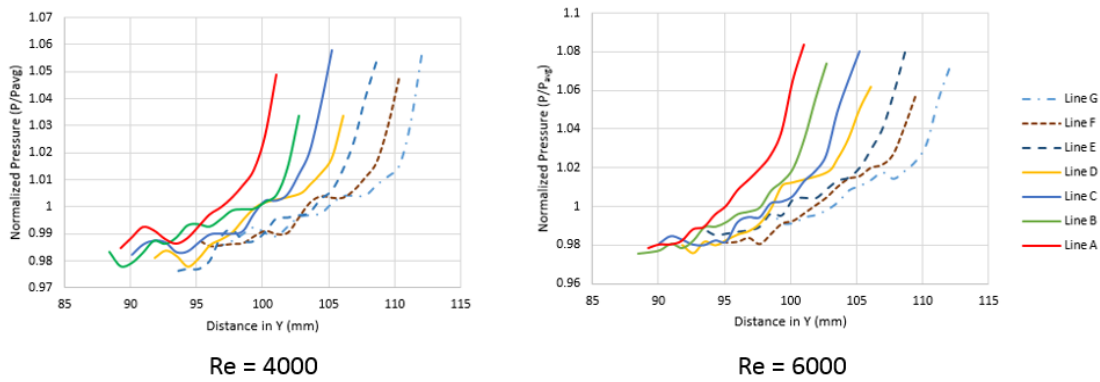 1.07
1.06
1.05
1.04
1.03
1.02
1.01
1
0.99
0.98
0.97
Normalized Pressure (P/Pavg)
85 90 95 100 105 110 115
Distance in Y (mm)
Re = 4000
1.1
1.08
1.06
1.04
1.02
1
0.98
0.96
Normalized Pressure (P/Pavg)
85 90 95 100 105 110 115
Distance in Y (mm)
Re = 6000
Line G
Line F
Line E
Line D
Line C
Line B
Line A